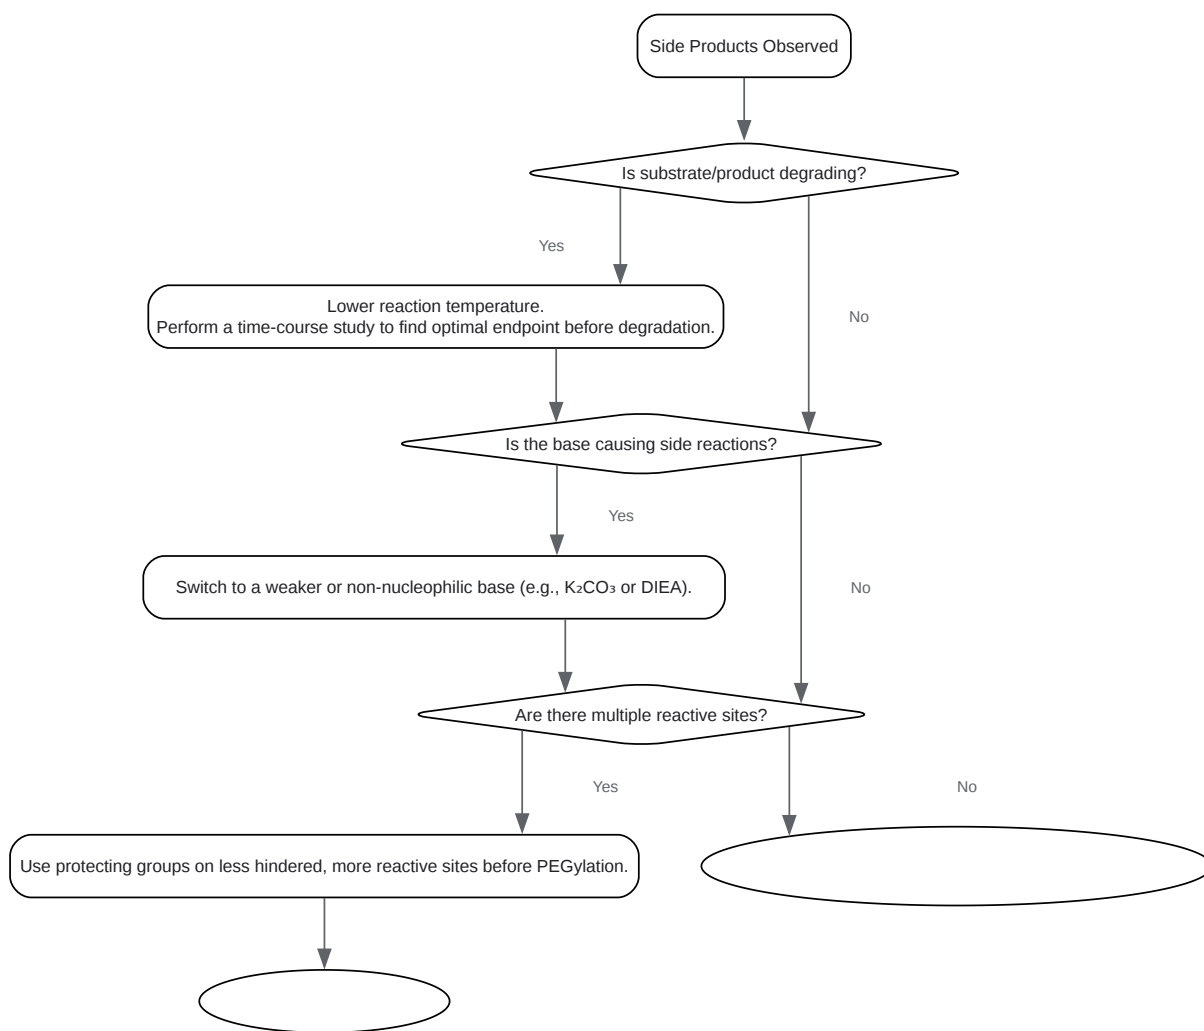 Side Products Observed
Is substrate/product degrading?
Yes
Lower reaction temperature.
Perform a time-course study to find optimal endpoint before degradation.
No
Is the base causing side reactions?
Yes
Switch to a weaker or non-nucleophilic base (e.g., K₂CO₃ or DIEA).
No
Are there multiple reactive sites?
Yes
No
Use protecting groups on less hindered, more reactive sites before PEGylation.